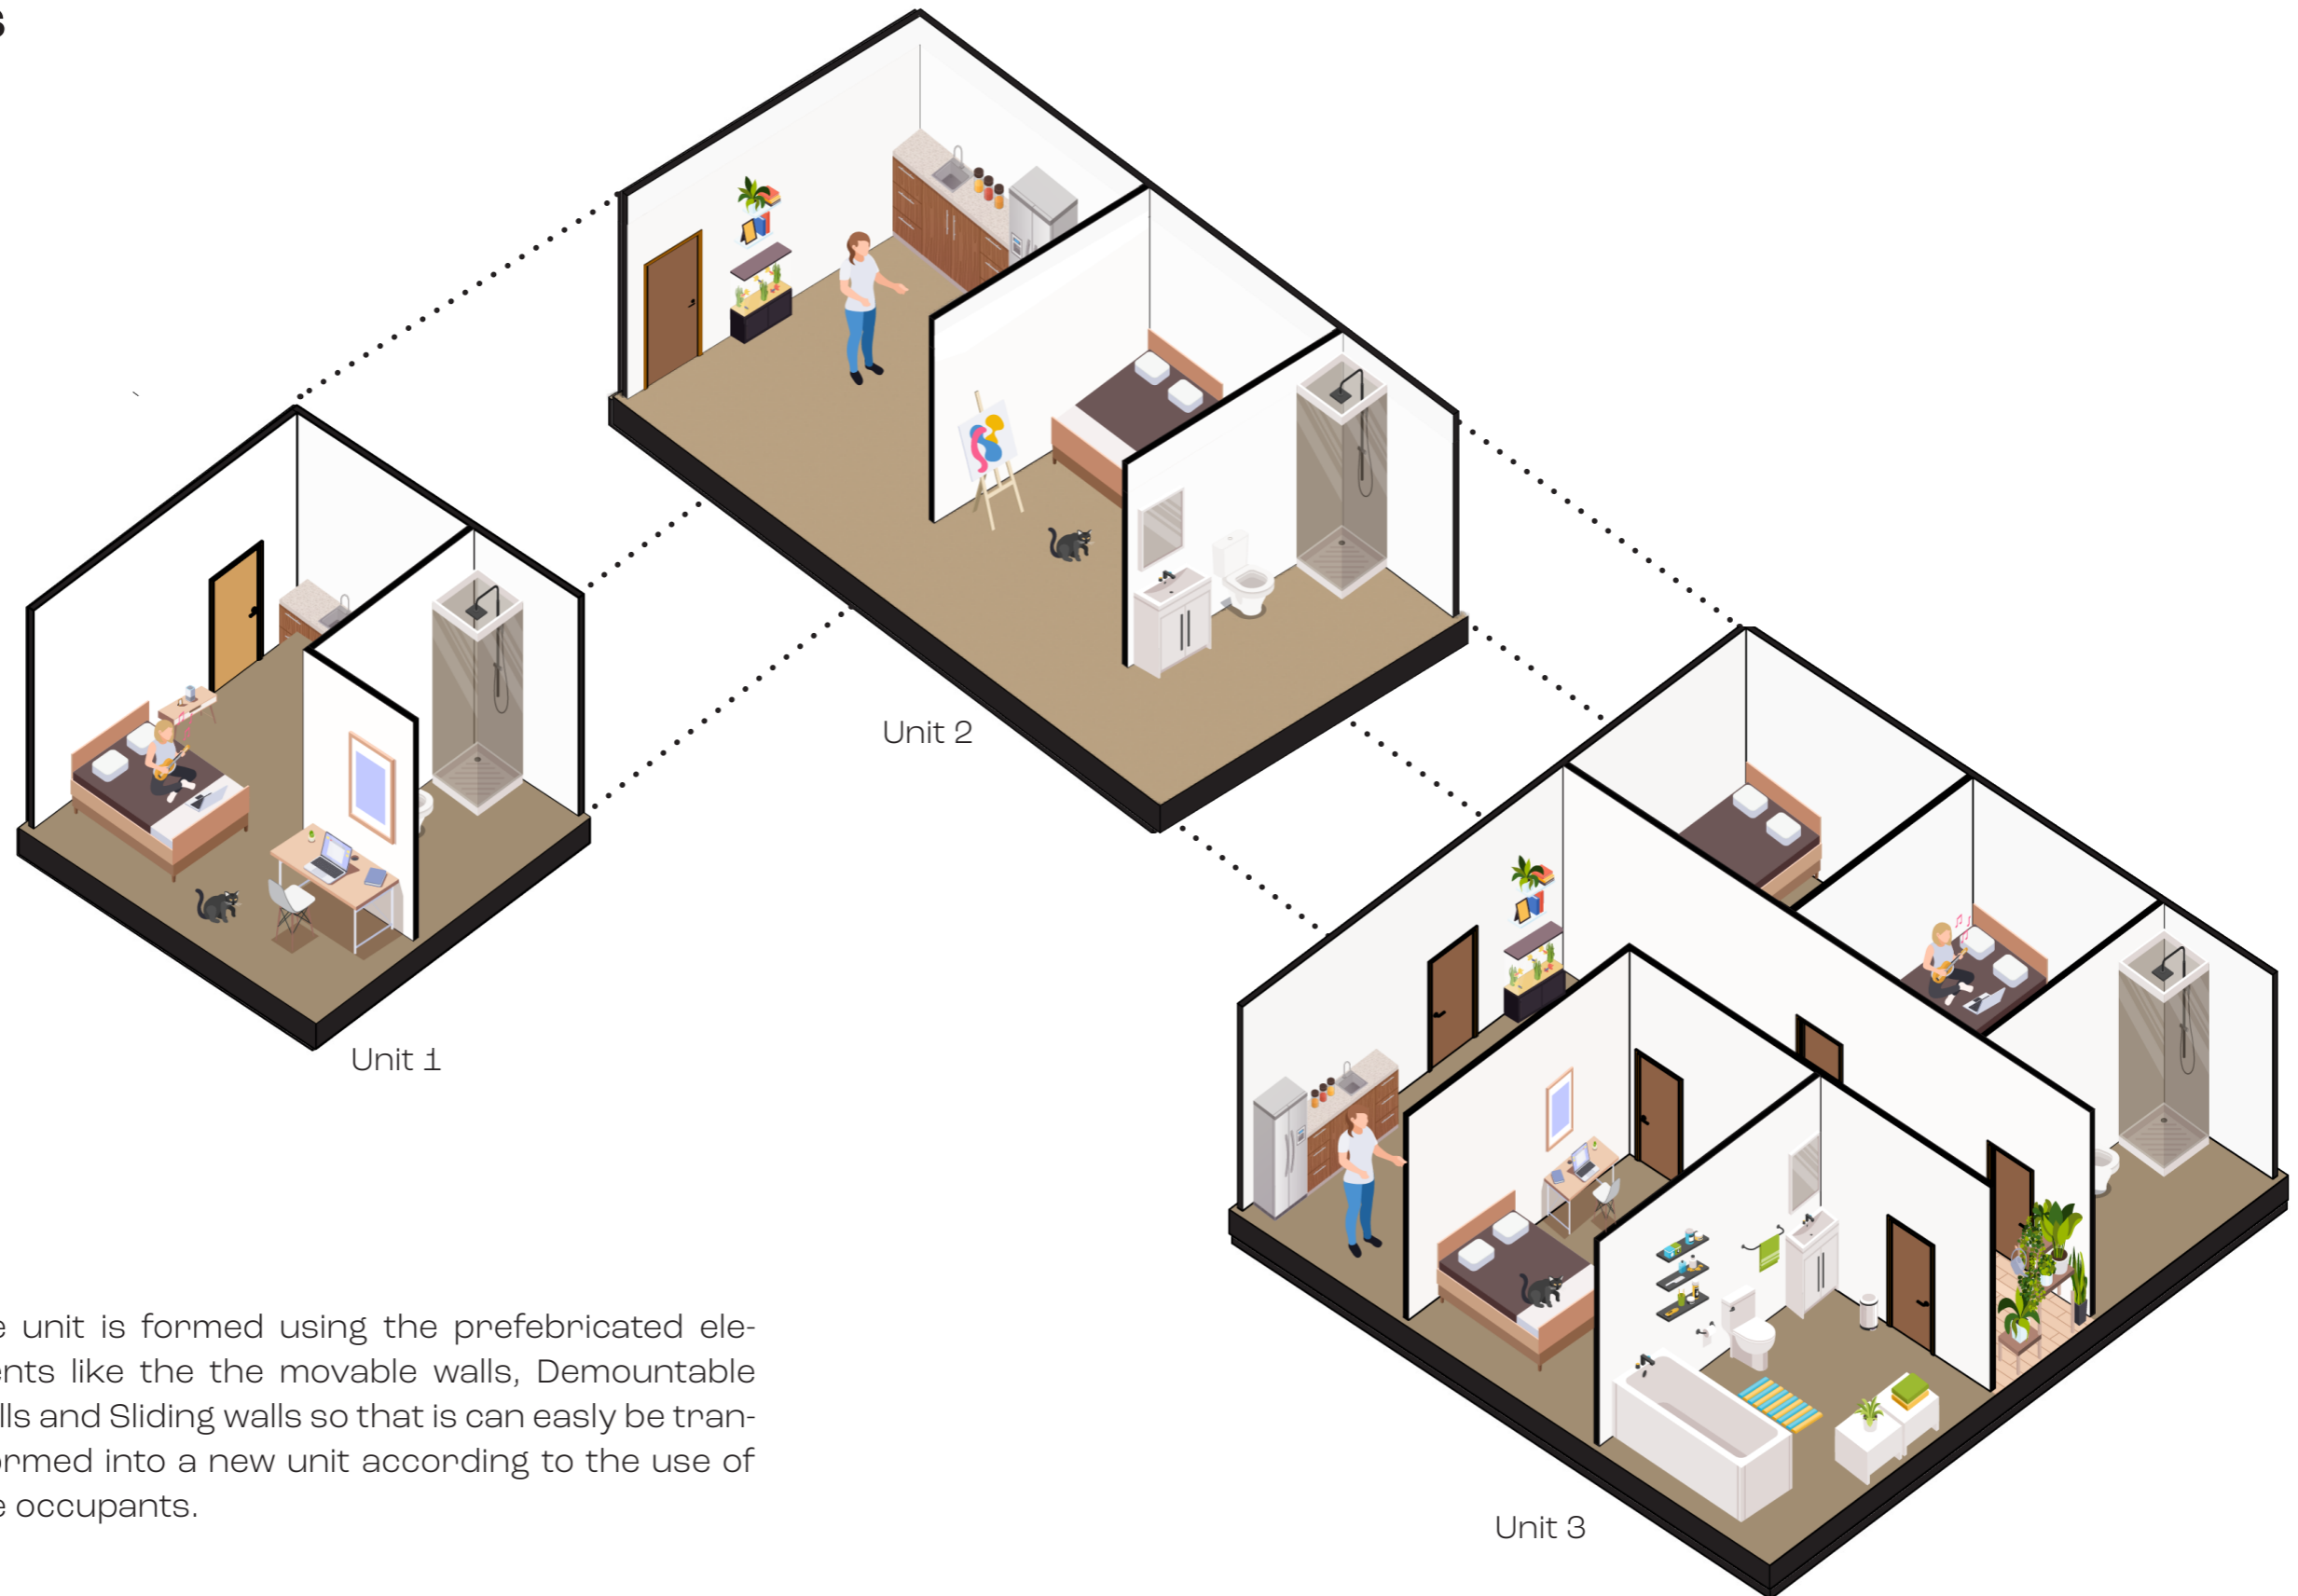 s
Unit 2
Unit 1
e unit is formed using the prefebricated ele-
ents like the the movable walls, Demountable
lls and Sliding walls so that is can easly be tran-
ormed into a new unit according to the use of
e occupants.
Unit 3